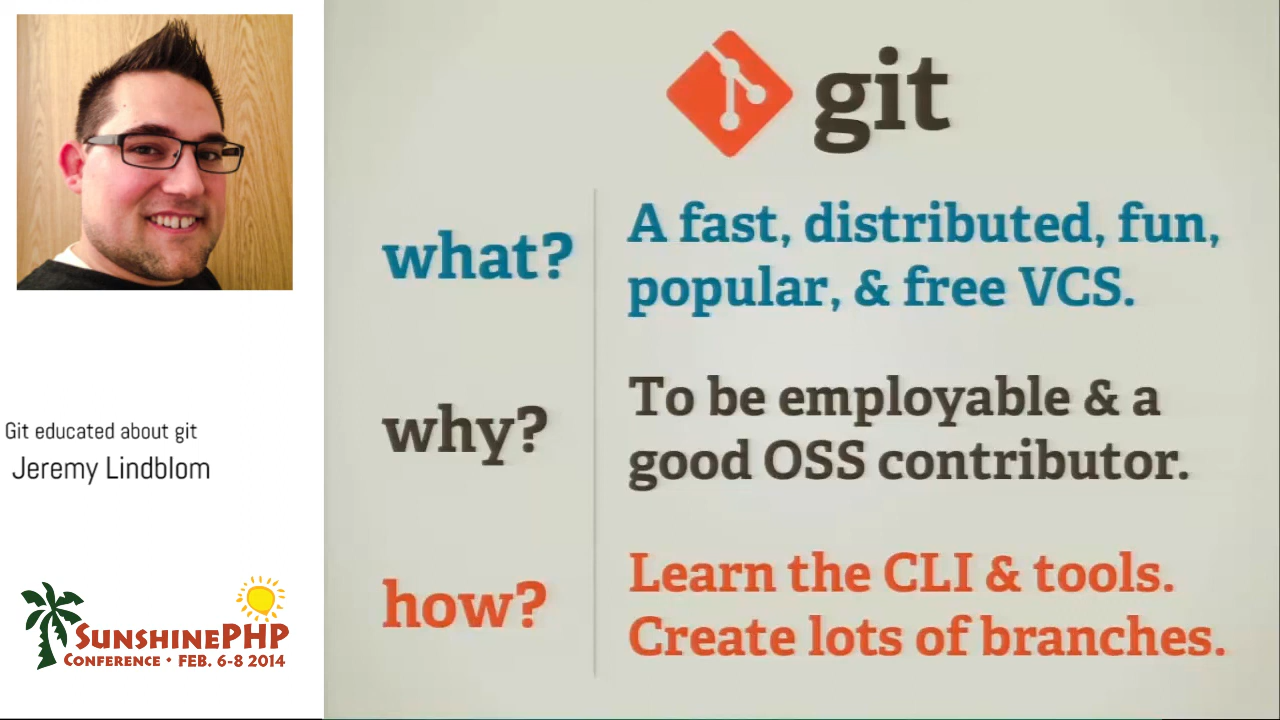 git
what?
A fast, distributed, fun,
popular, & free VCS.
why?
To be employable & a
good OSS contributor.
how?
Learn the CLI & tools.
Create lots of branches.
Git educated about git
Jeremy Lindblom
SUNSHINEPHP
CONFERENCE • FEB. 6-8 2014